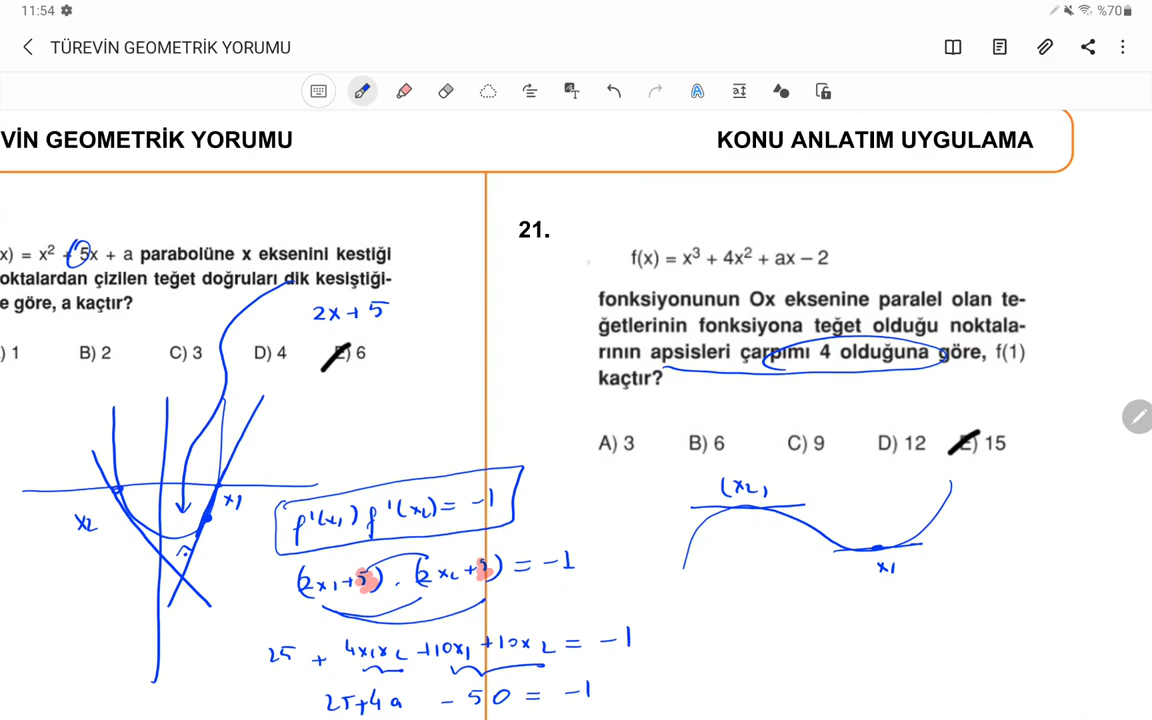 11:54
%70
TÜREVİN GEOMETRİK YORUMU
VİN GEOMETRİK YORUMU
KONU ANLATIM UYGULAMA
x) = x² + 5x + a parabolüne x eksenini kestiği
oktalardan çizilen teğet doğruları dik kesiştiği-
e göre, a kaçtır?
2x+5
) 1 B) 2 C) 3 D) 4 E) 6
x2
x1
f'(x1) f'(x2) = -1
(2x1+5) . (2x2+5) = -1
25 + 4x1x2 +10x1 +10x2 = -1
25+4a - 50 = -1
21.
f(x) = x³ + 4x² + ax – 2
fonksiyonunun Ox eksenine paralel olan te-
ğetlerinin fonksiyona teğet olduğu noktala-
rının apsisleri çarpımı 4 olduğuna göre, f(1)
kaçtır?
A) 3 B) 6 C) 9 D) 12 E) 15
(x2)
x1